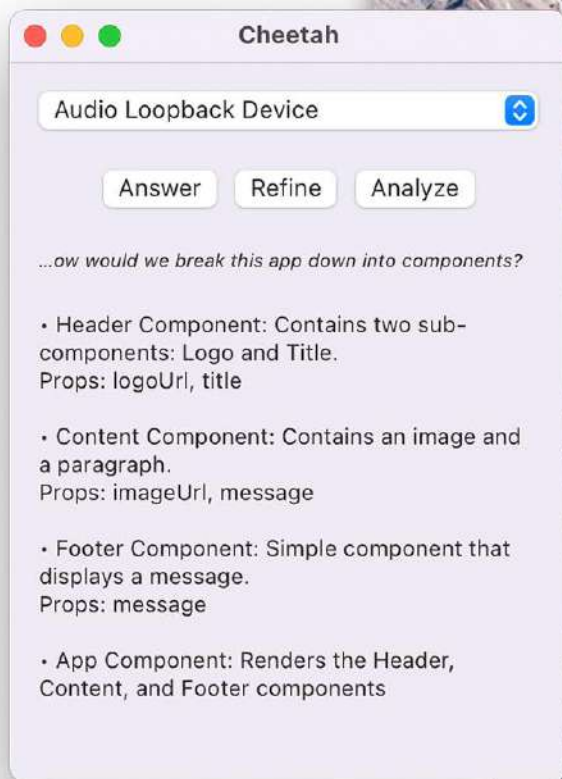 Cheetah
Audio Loopback Device
Answer Refine Analyze
...ow would we break this app down into components?
• Header Component: Contains two sub-
components: Logo and Title.
Props: logoUrl, title
• Content Component: Contains an image and
a paragraph.
Props: imageUrl, message
• Footer Component: Simple component that
displays a message.
Props: message
• App Component: Renders the Header,
Content, and Footer components